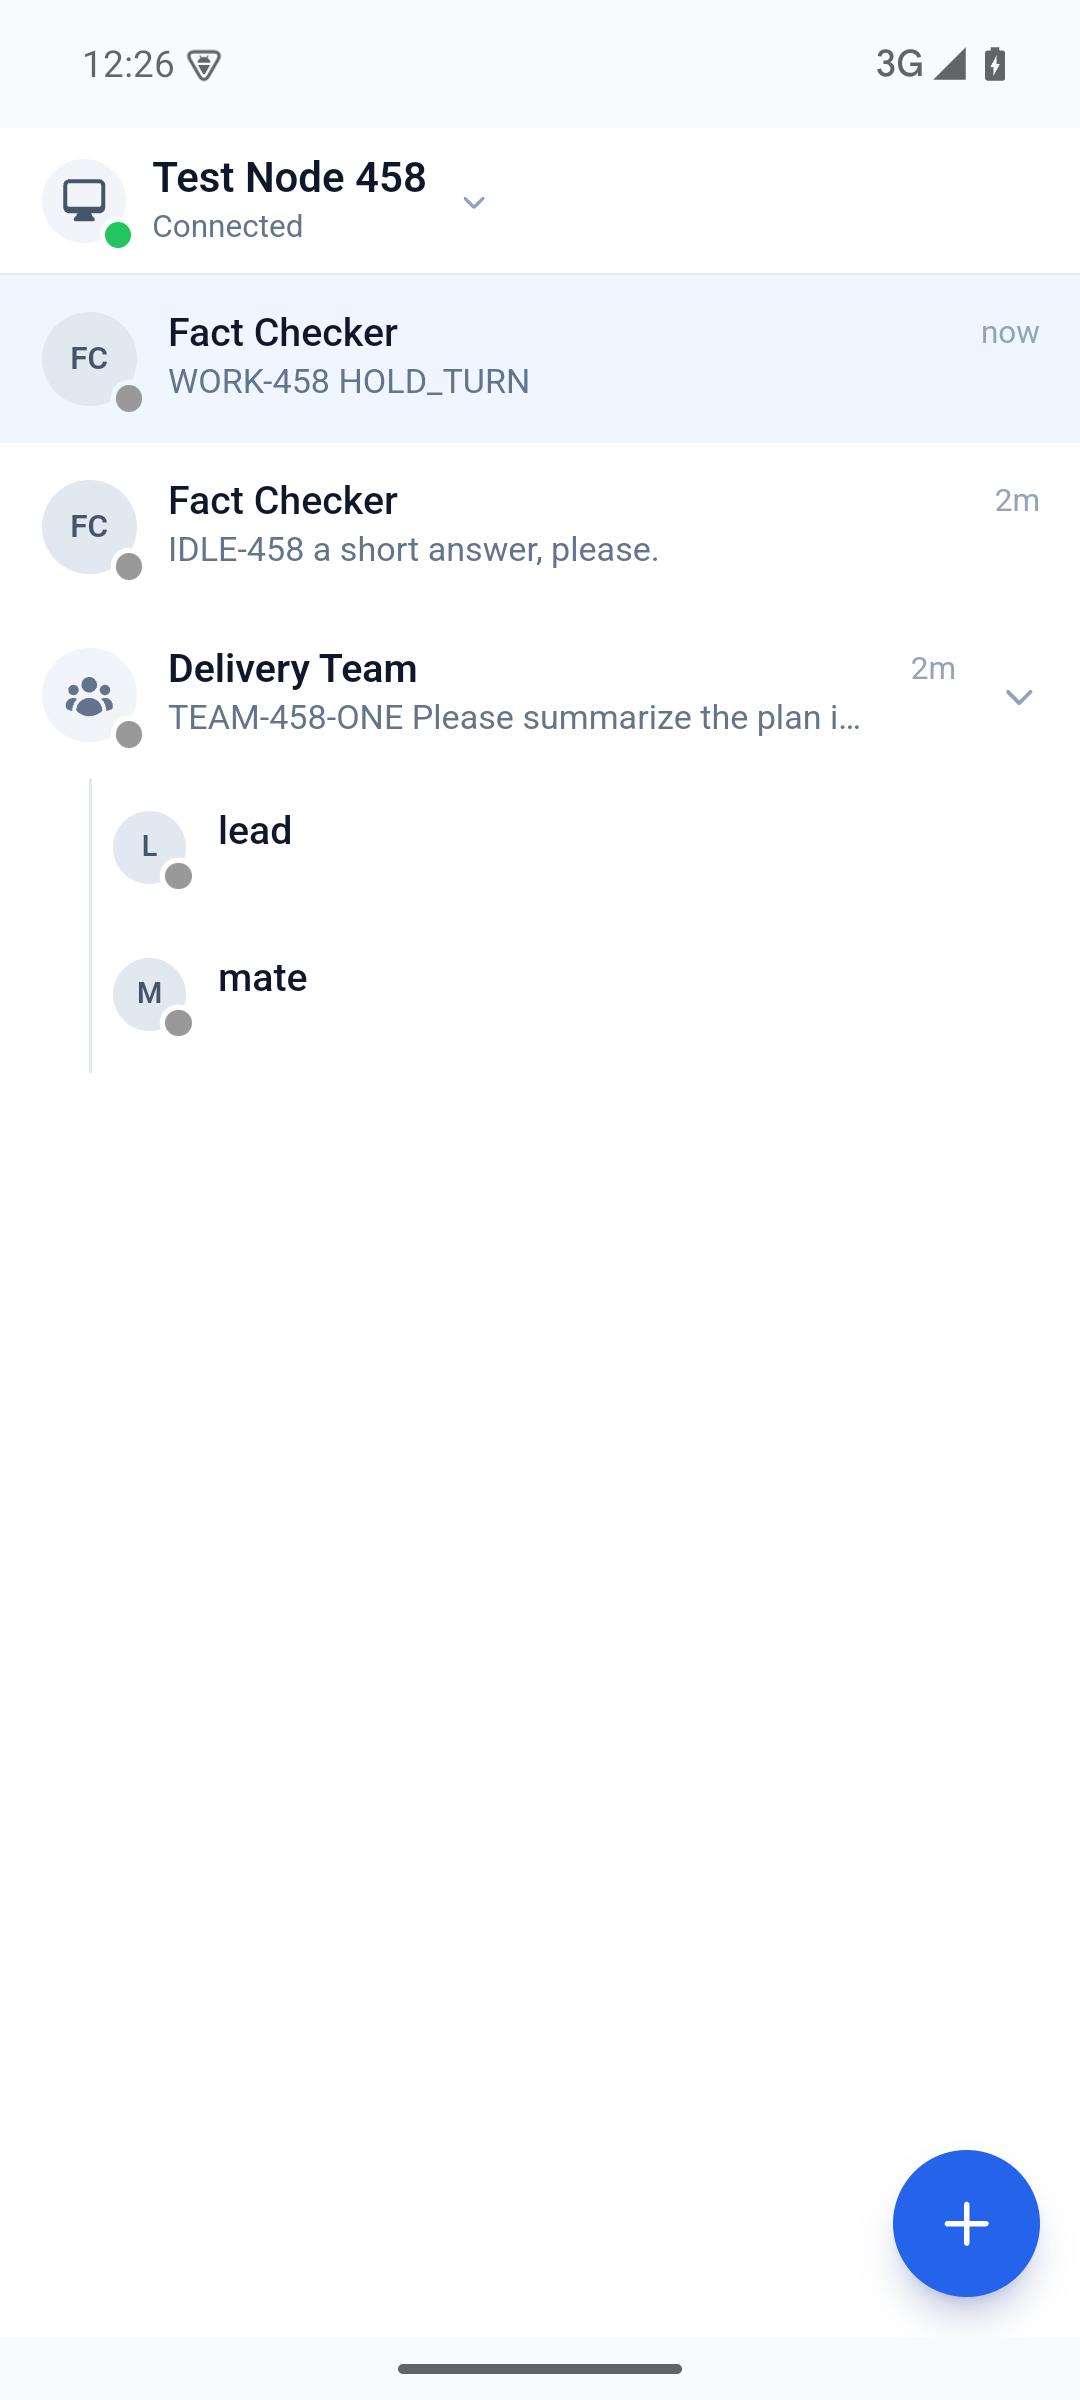 12:26
3G
Test Node 458
Connected
FC
Fact Checker
now
WORK-458 HOLD_TURN
FC
Fact Checker
2m
IDLE-458 a short answer, please.
Delivery Team
2m
TEAM-458-ONE Please summarize the plan i…
L
lead
M
mate